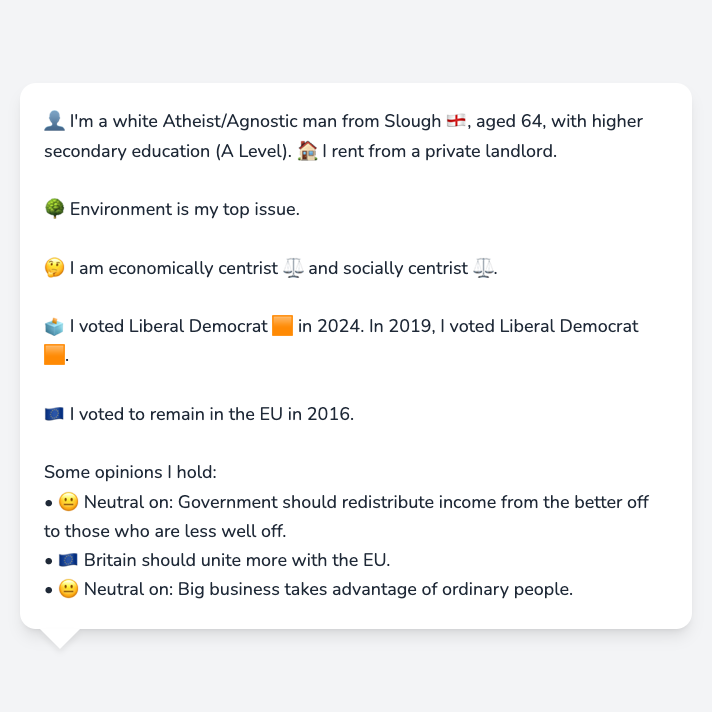 👤 I'm a white Atheist/Agnostic man from Slough 🏴󠁧󠁢󠁥󠁮󠁧󠁿, aged 64, with higher
secondary education (A Level). 🏠 I rent from a private landlord.
🌳 Environment is my top issue.
🤔 I am economically centrist ⚖️ and socially centrist ⚖️.
🗳️ I voted Liberal Democrat 🟧 in 2024. In 2019, I voted Liberal Democrat
🟧.
🇪🇺 I voted to remain in the EU in 2016.
Some opinions I hold:
• 😐 Neutral on: Government should redistribute income from the better off
to those who are less well off.
• 🇪🇺 Britain should unite more with the EU.
• 😐 Neutral on: Big business takes advantage of ordinary people.